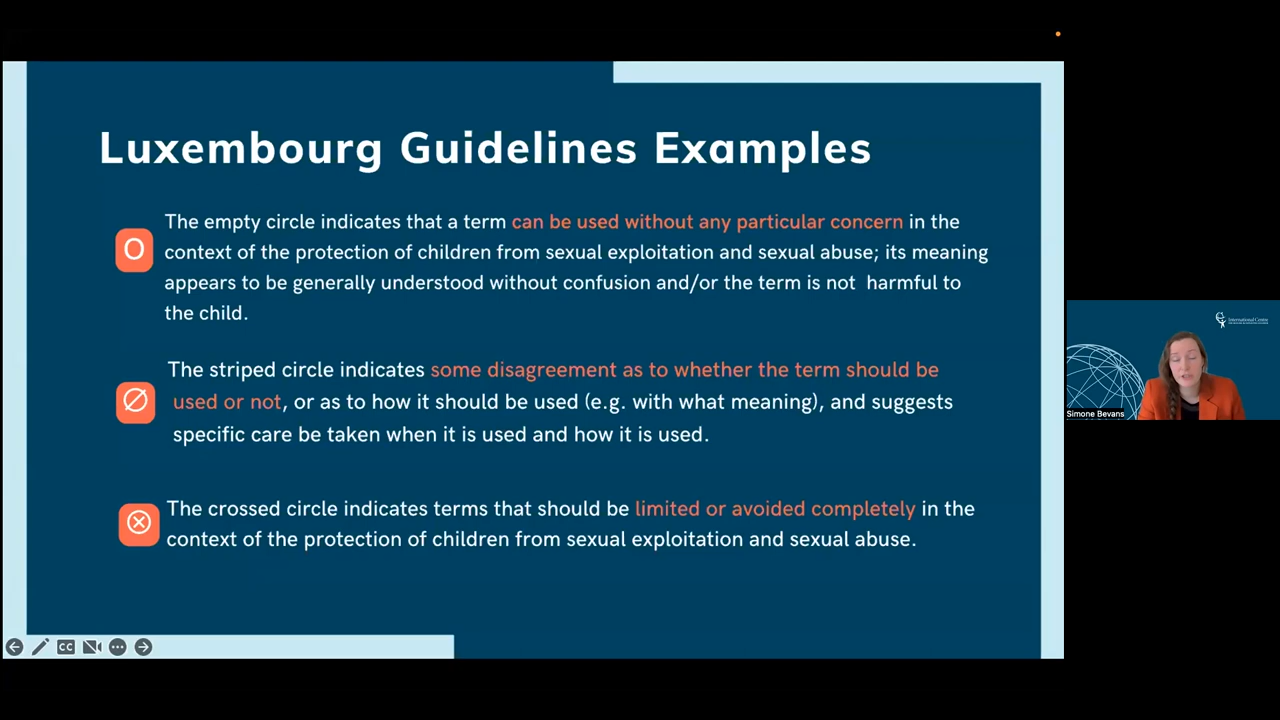 Luxembourg Guidelines Examples
The empty circle indicates that a term can be used without any particular concern in the
context of the protection of children from sexual exploitation and sexual abuse; its meaning
appears to be generally understood without confusion and/or the term is not harmful to
the child.
The striped circle indicates some disagreement as to whether the term should be
used or not, or as to how it should be used (e.g. with what meaning), and suggests
specific care be taken when it is used and how it is used.
The crossed circle indicates terms that should be limited or avoided completely in the
context of the protection of children from sexual exploitation and sexual abuse.
CC
International Centre
Simone Bevans